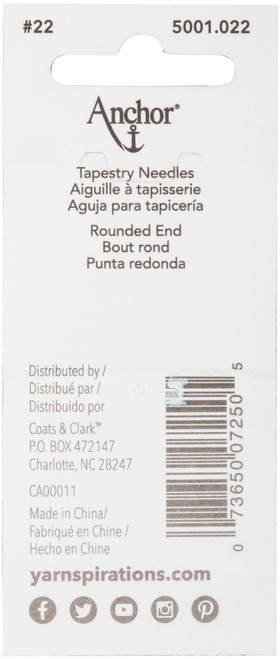 #22 5001.022
Anchor®
Tapestry Needles
Aiguille à tapisserie
Aguja para tapicería
Rounded End
Bout rond
Punta redonda
Distributed by /
Distribué par /
Distribuido por
Coats & Clark™
P.O. BOX 472147
Charlotte, NC 28247
CA00011
Made in China/
Fabriqué en Chine /
Hecho en Chine
0 73650 07250 5
yarnspirations.com